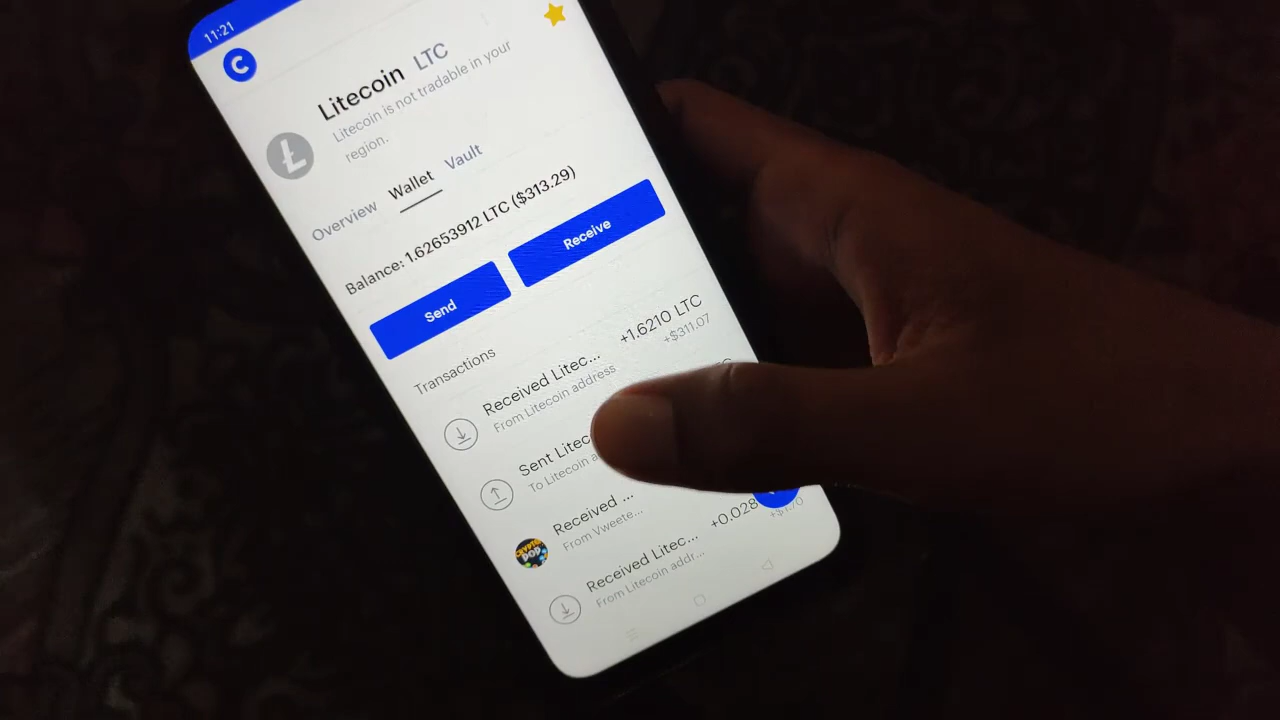 11:21
C
Litecoin LTC
Litecoin is not tradable in your
region.
Overview Wallet Vault
Balance: 1.62653912 LTC ($313.29)
Send Receive
Transactions
Received Litec... +1.6210 LTC
From Litecoin address +$311.07
Sent Litec
To Litecoin a
Received ...
From Vweete...
CRYPTO
POP
Received Litec... +0.028
From Litecoin addr...